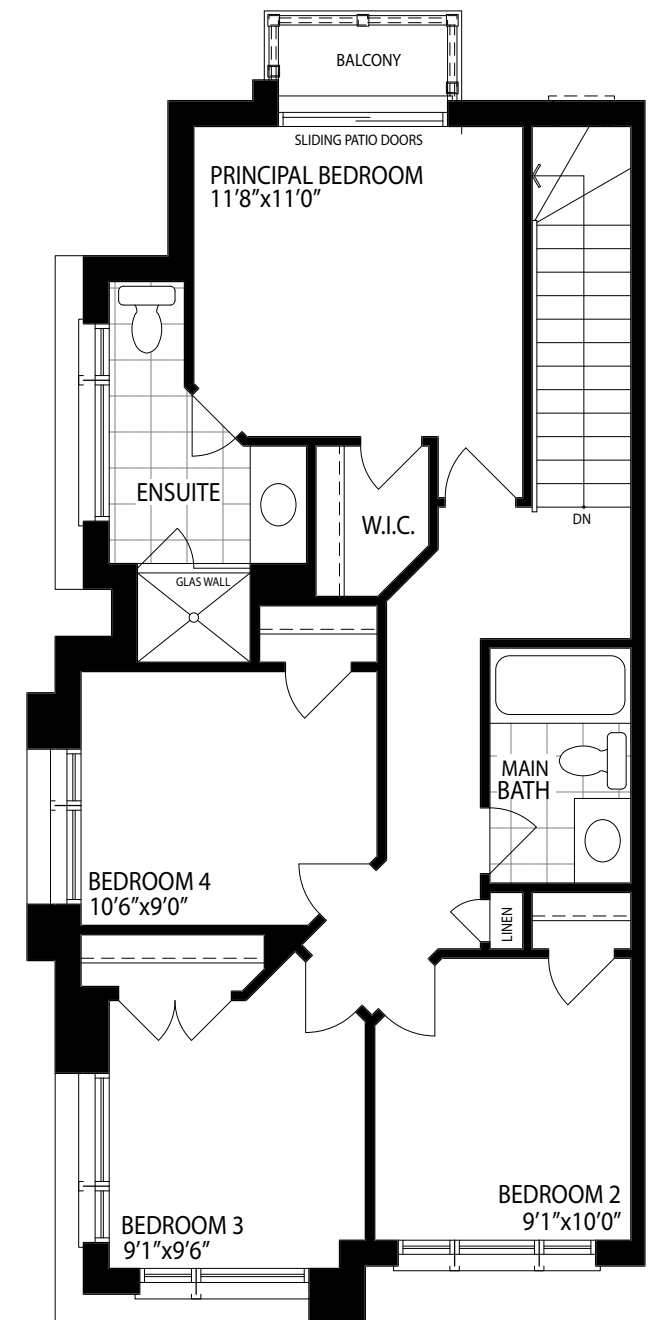 BALCONY
SLIDING PATIO DOORS
PRINCIPAL BEDROOM
11'8"x11'0"
ENSUITE
W.I.C.
DN
GLAS WALL
MAIN
BATH
BEDROOM 4
10'6"x9'0"
LINEN
BEDROOM 2
9'1"x10'0"
BEDROOM 3
9'1"x9'6"